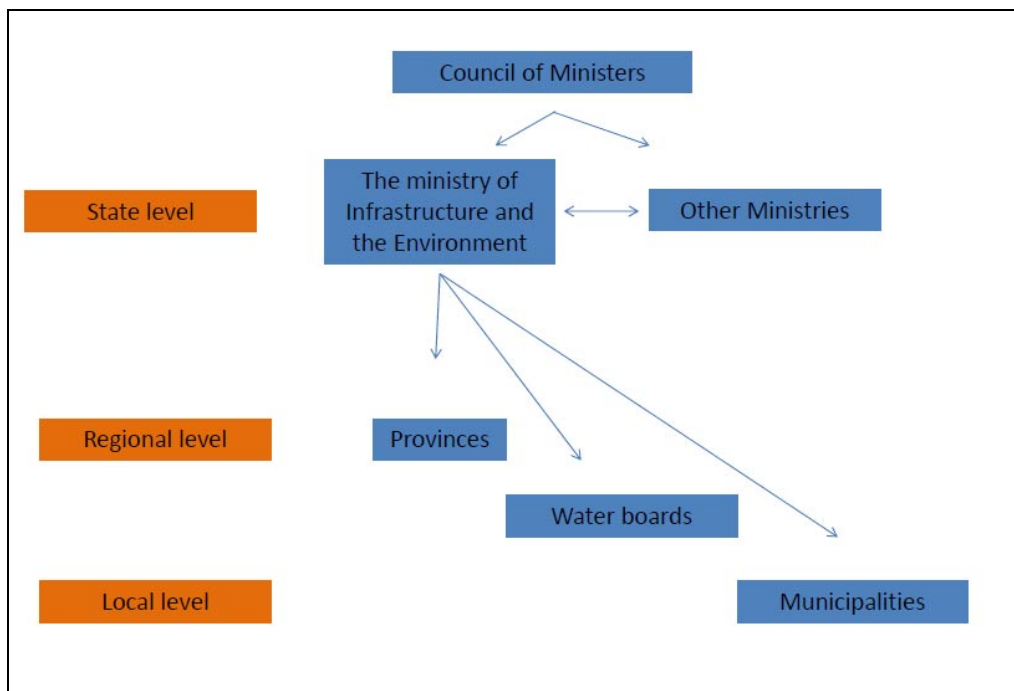 Council of Ministers
State level
The ministry of
Infrastructure and
the Environment
Other Ministries
Regional level
Provinces
Water boards
Local level
Municipalities